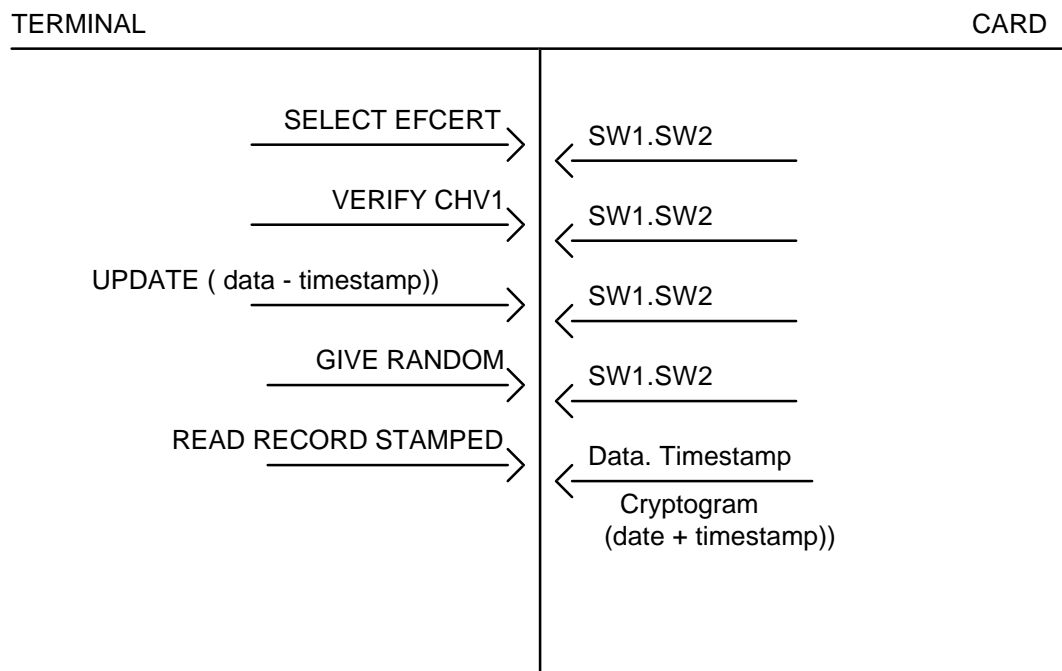 TERMINAL CARD
SELECT EFCERT
SW1.SW2
VERIFY CHV1
SW1.SW2
UPDATE ( data - timestamp))
SW1.SW2
GIVE RANDOM
SW1.SW2
READ RECORD STAMPED
Data. Timestamp
Cryptogram
(date + timestamp))